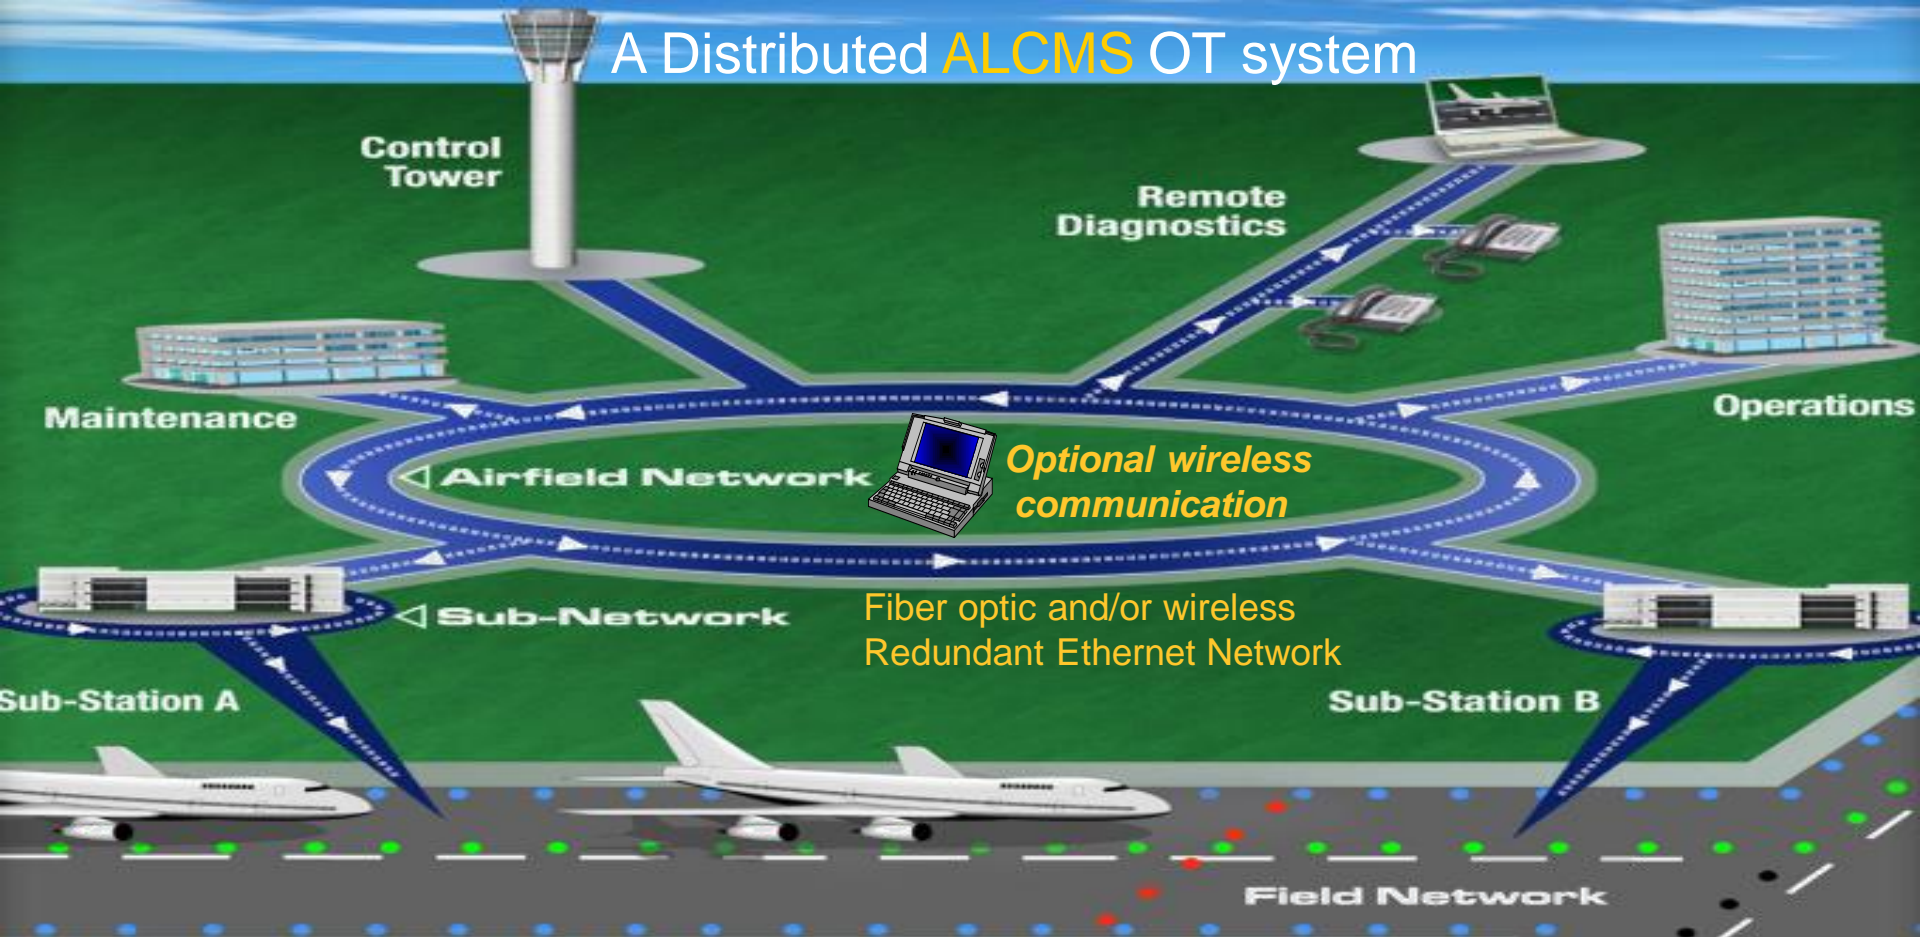 A Distributed ALCMS OT system
Control
Tower
Remote
Diagnostics
Maintenance
Operations
Airfield Network
Optional wireless
communication
Sub-Network
Fiber optic and/or wireless
Redundant Ethernet Network
Sub-Station A
Sub-Station B
Field Network